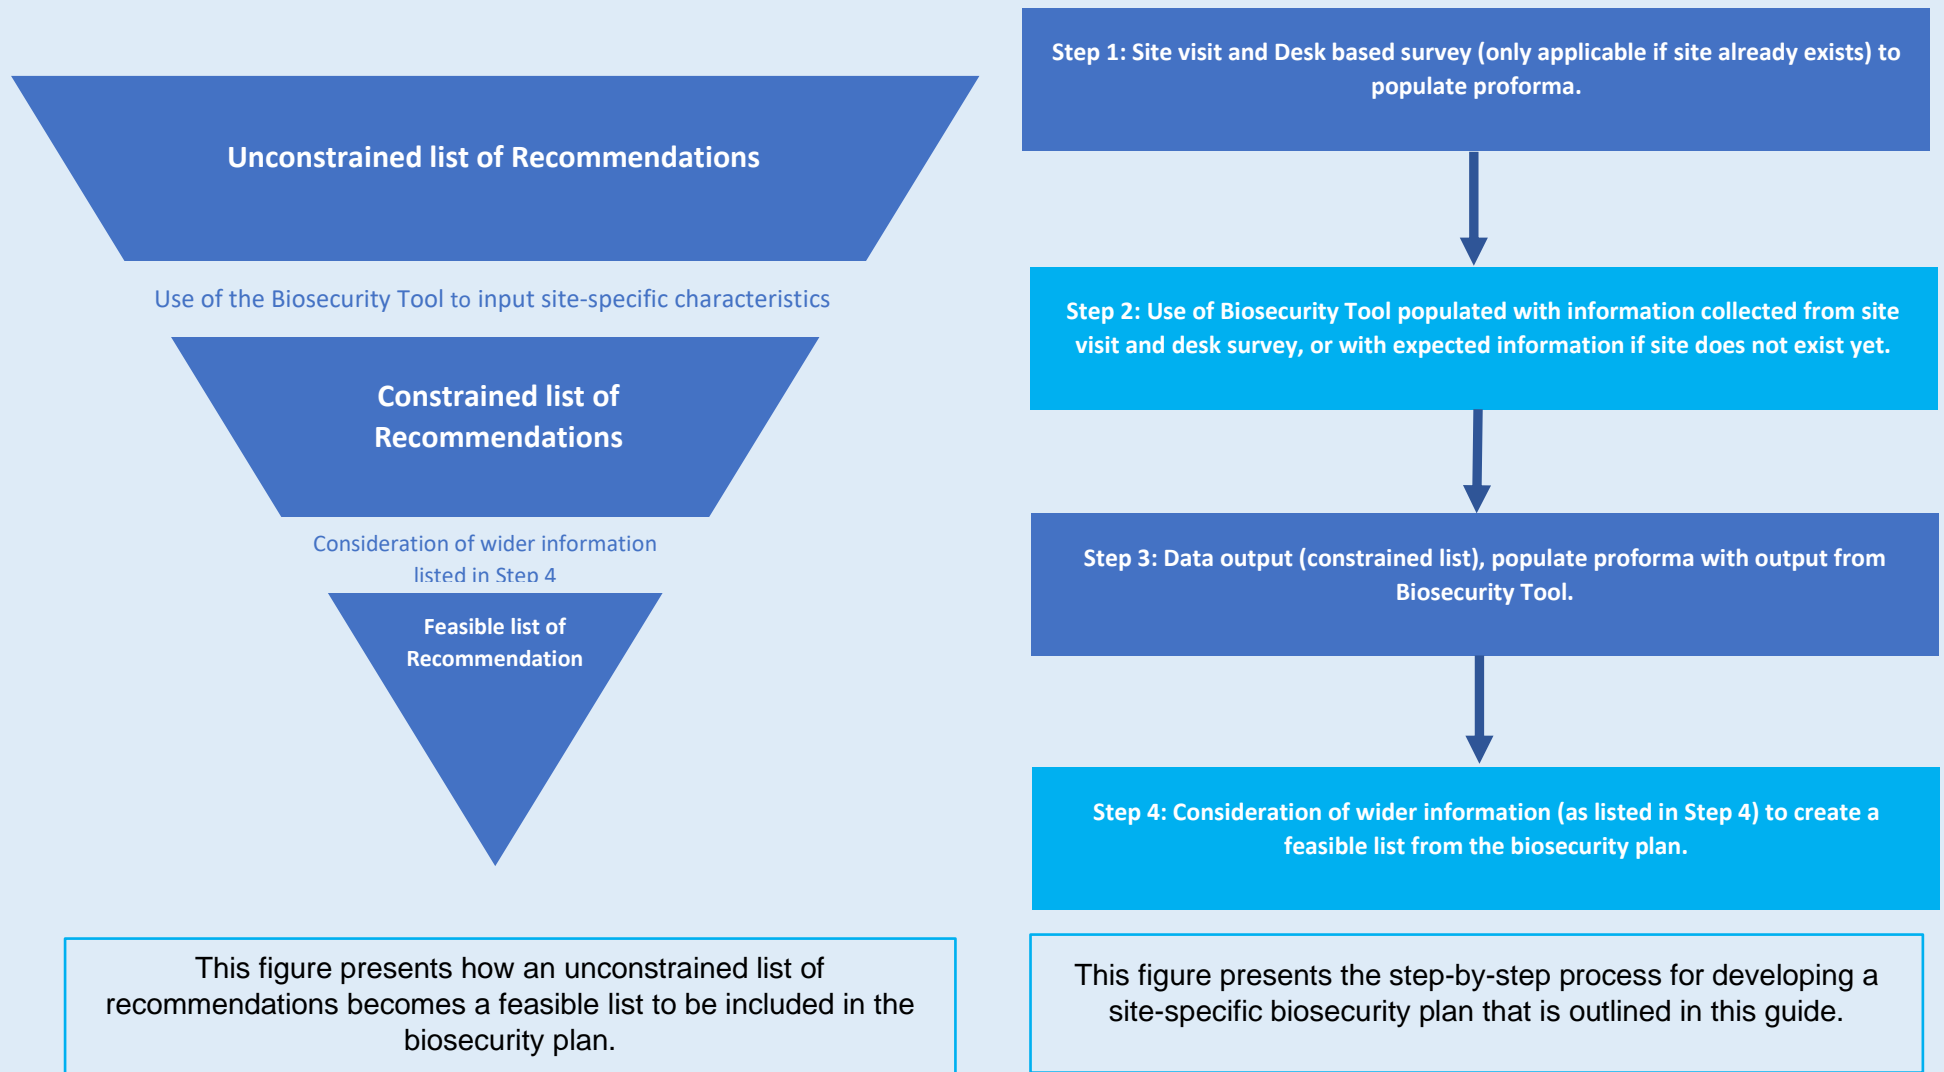 Unconstrained list of Recommendations
Use of the Biosecurity Tool to input site-specific characteristics
Constrained list of
Recommendations
Consideration of wider information
listed in Step 4
Feasible list of
Recommendation
This figure presents how an unconstrained list of
recommendations becomes a feasible list to be included in the
biosecurity plan.
Step 1: Site visit and Desk based survey (only applicable if site already exists) to
populate proforma.
Step 2: Use of Biosecurity Tool populated with information collected from site
visit and desk survey, or with expected information if site does not exist yet.
Step 3: Data output (constrained list), populate proforma with output from
Biosecurity Tool.
Step 4: Consideration of wider information (as listed in Step 4) to create a
feasible list from the biosecurity plan.
This figure presents the step-by-step process for developing a
site-specific biosecurity plan that is outlined in this guide.